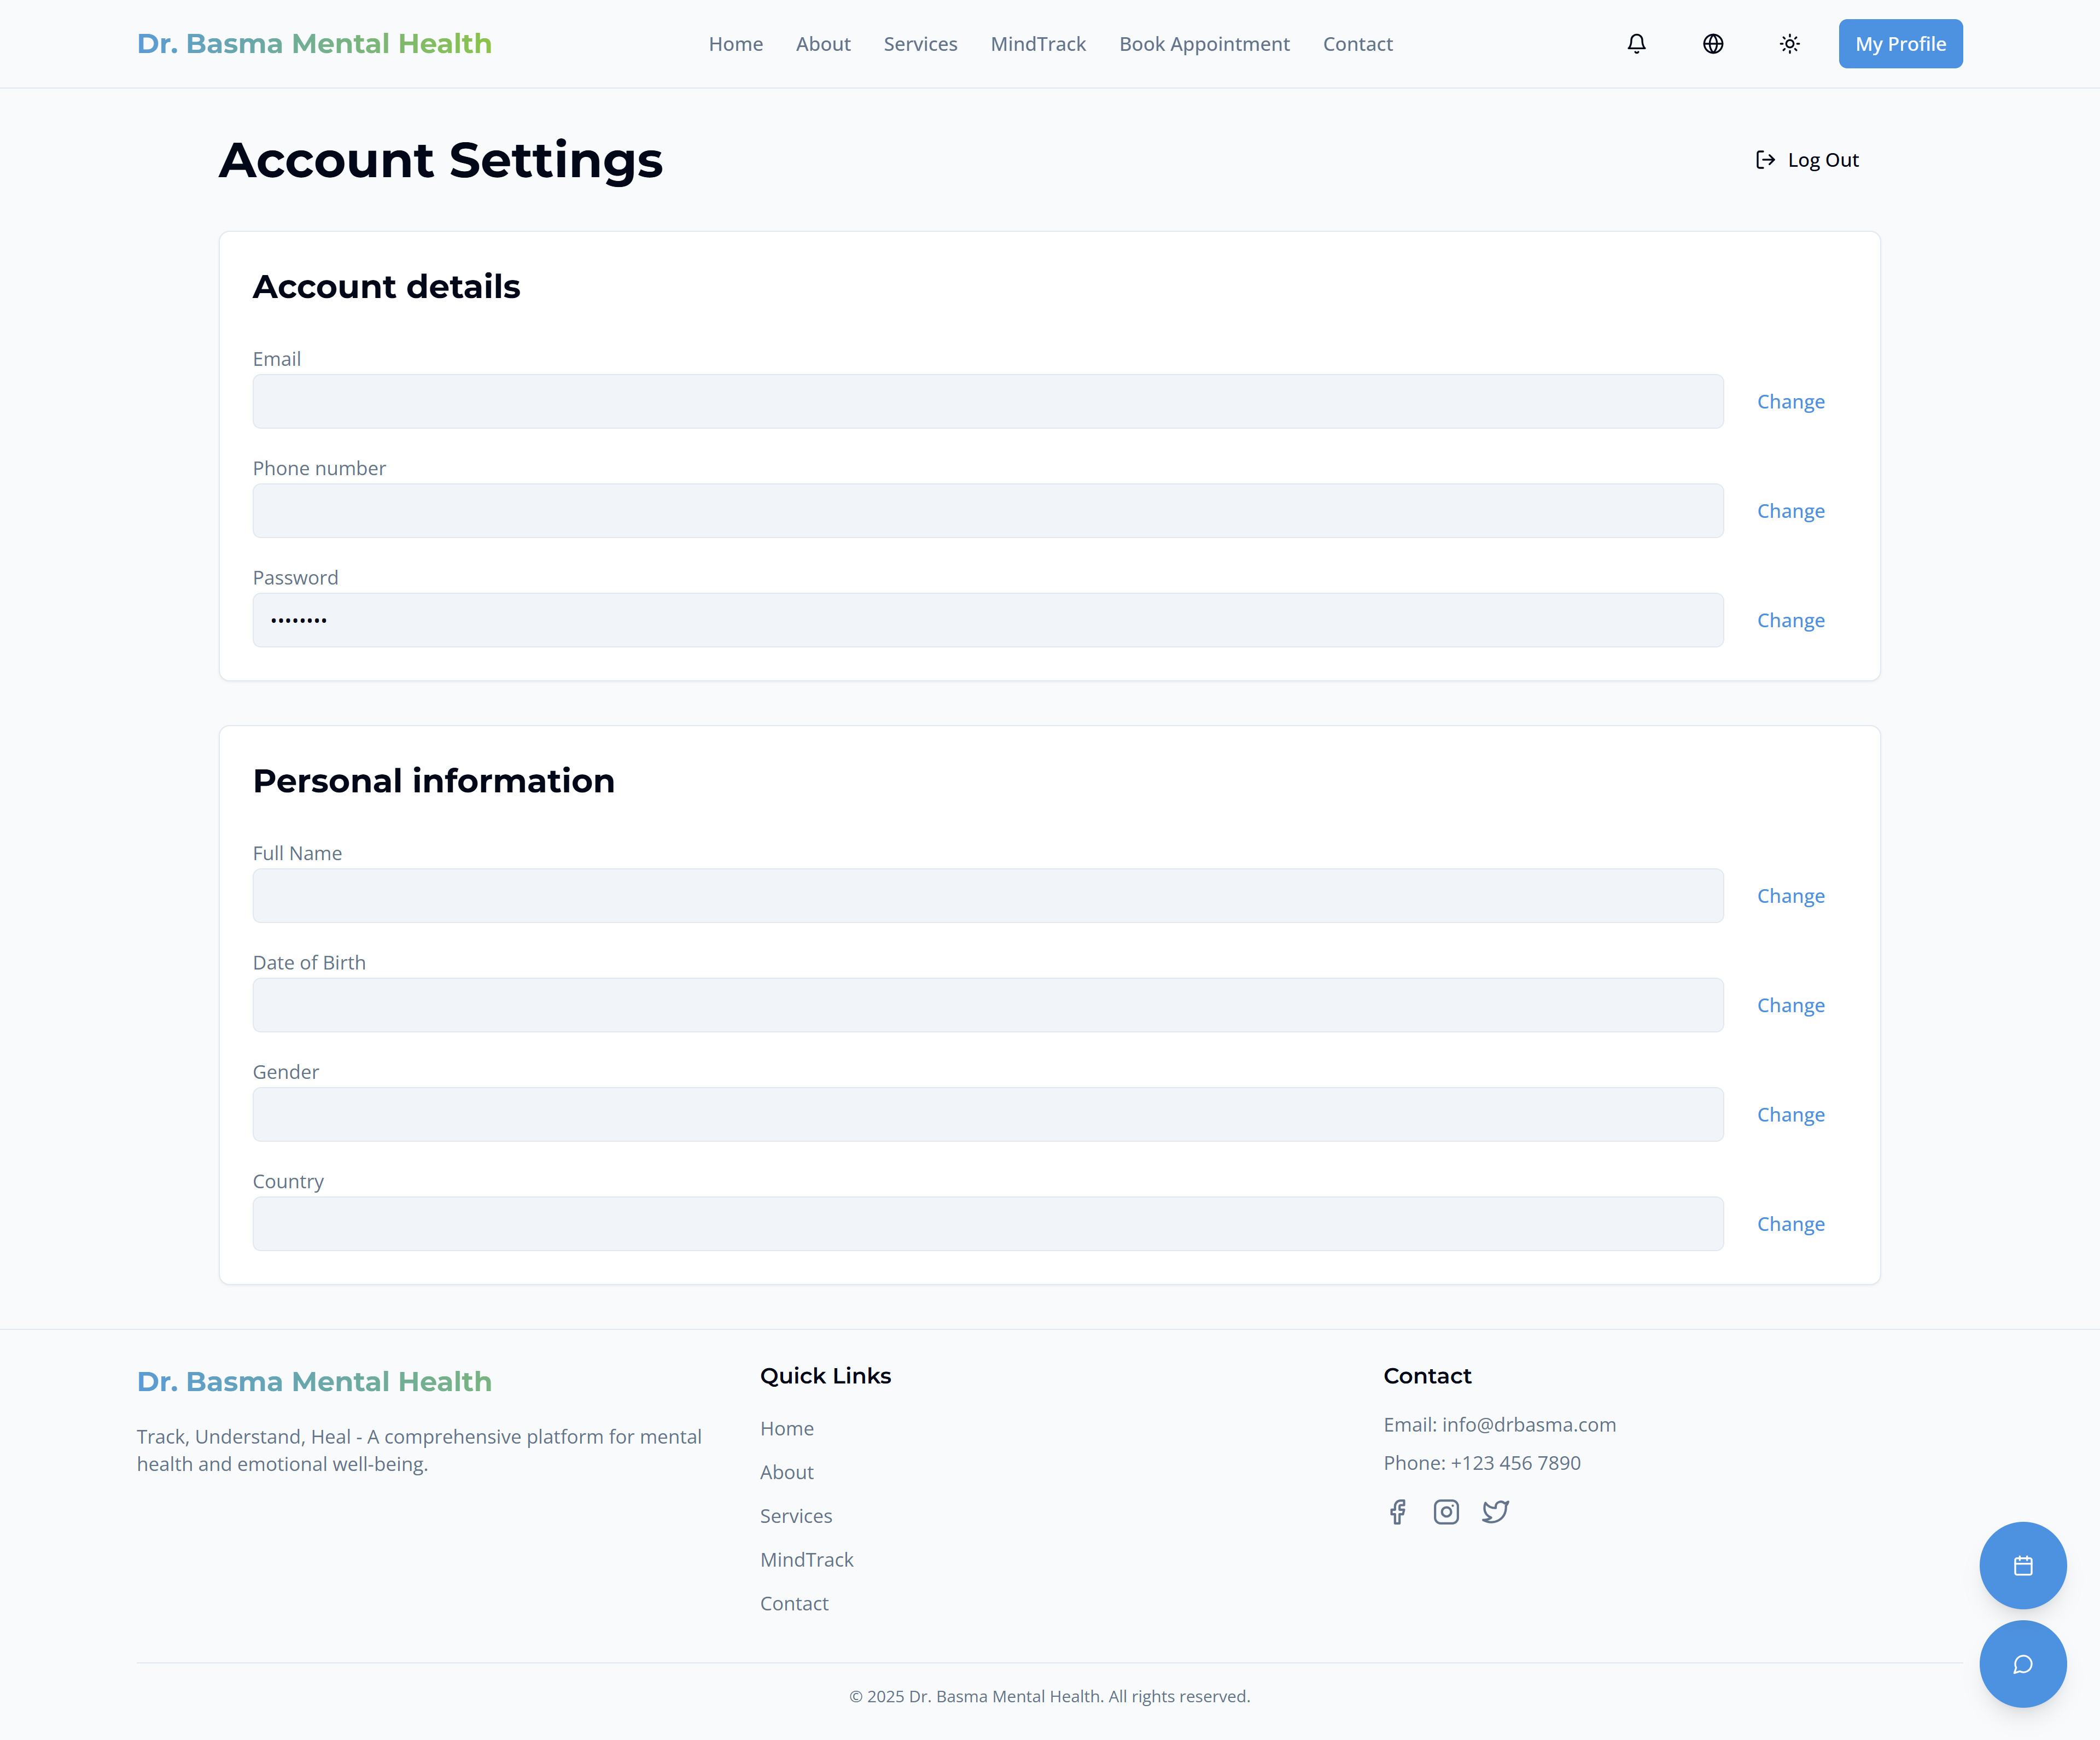 Dr. Basma Mental Health
Home
About
Services
MindTrack
Book Appointment
Contact
My Profile
Account Settings
Log Out
Account details
Email
Change
Phone number
Change
Password
••••••••
Change
Personal information
Full Name
Change
Date of Birth
Change
Gender
Change
Country
Change
Dr. Basma Mental Health
Track, Understand, Heal - A comprehensive platform for mental
health and emotional well-being.
Quick Links
Home
About
Services
MindTrack
Contact
Contact
Email: info@drbasma.com
Phone: +123 456 7890
© 2025 Dr. Basma Mental Health. All rights reserved.